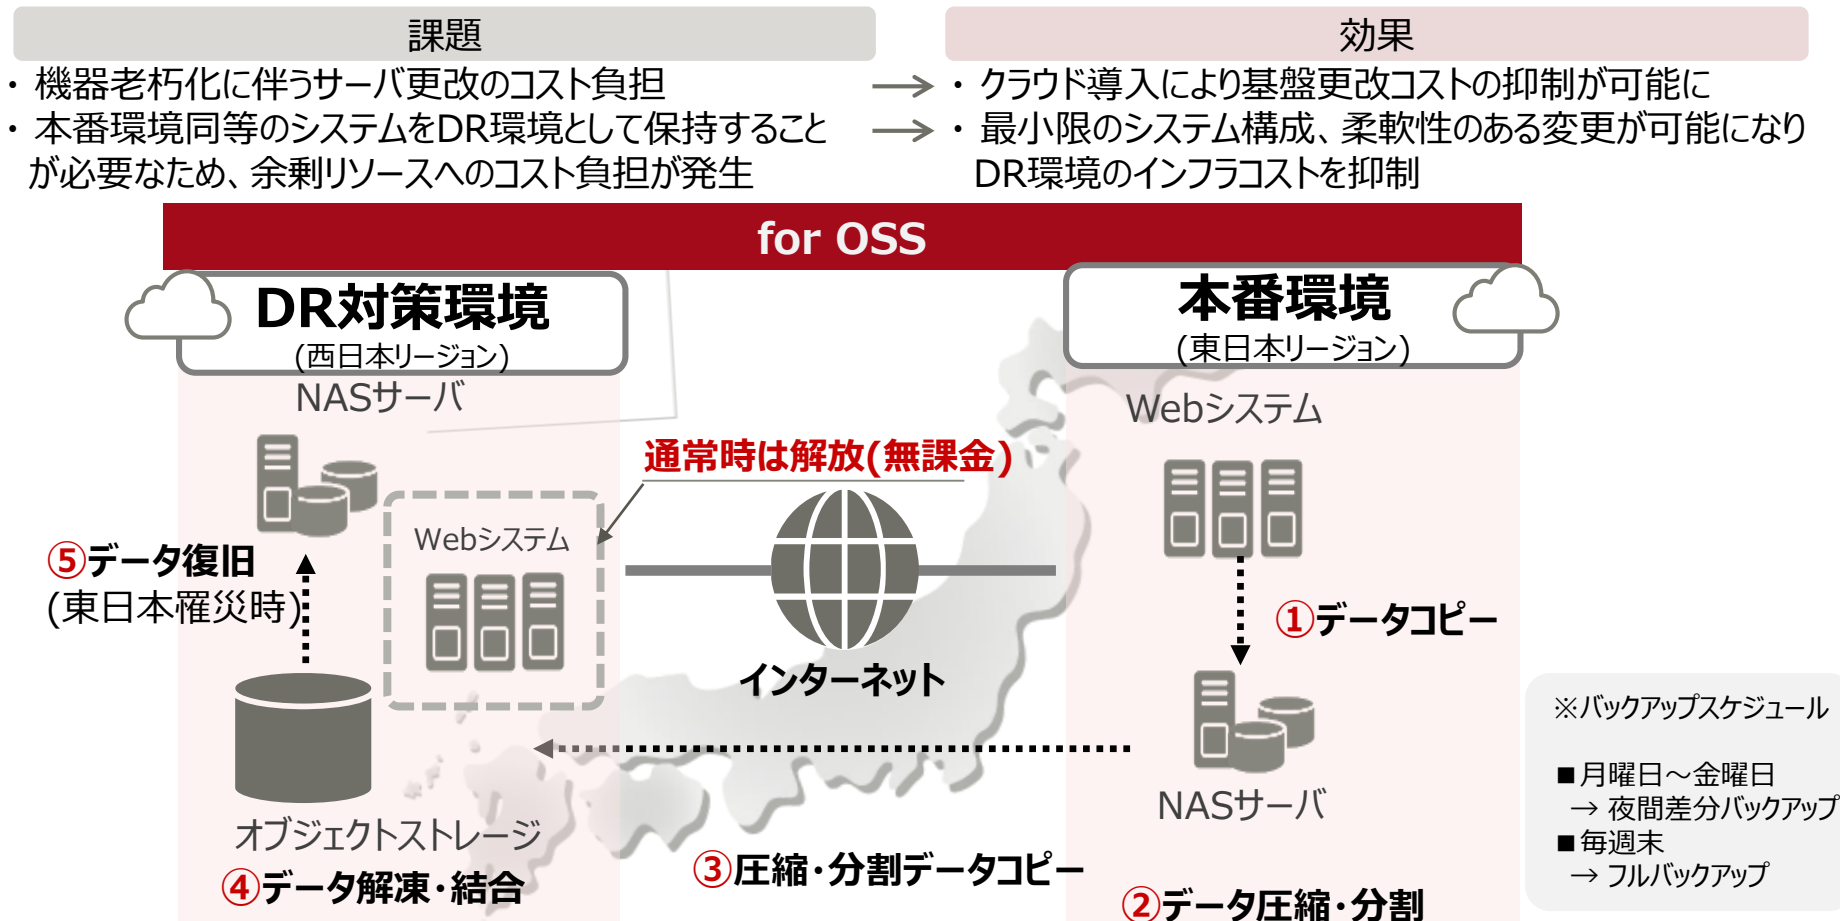 課題
・ 機器老朽化に伴うサーバ更改のコスト負担
・ 本番環境同等のシステムをDR環境として保持すること
が必要なため、余剰リソースへのコスト負担が発生
効果
→ ・ クラウド導入により基盤更改コストの抑制が可能に
→ ・ 最小限のシステム構成、柔軟性のある変更が可能になり
DR環境のインフラコストを抑制
for OSS
DR対策環境
(西日本リージョン)
NASサーバ
本番環境
(東日本リージョン)
Webシステム
通常時は解放(無課金)
Webシステム
⑤データ復旧
(東日本罹災時)
①データコピー
インターネット
※バックアップスケジュール
■月曜日～金曜日
→ 夜間差分バックアップ
■毎週末
→ フルバックアップ
NASサーバ
オブジェクトストレージ
④データ解凍・結合
③圧縮・分割データコピー
②データ圧縮・分割